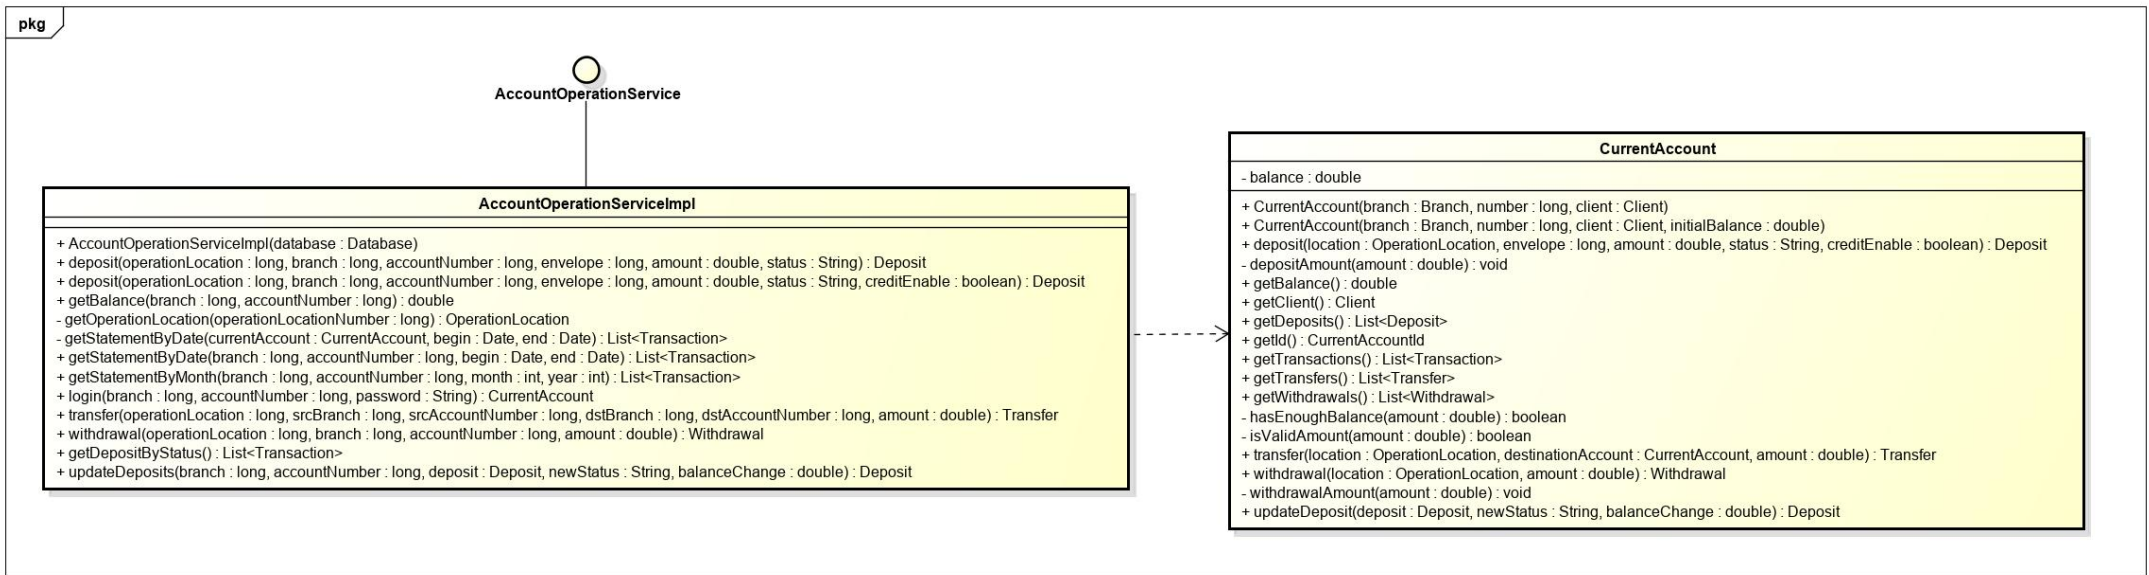 pkg
AccountOperationService
AccountOperationServiceImpl
+ AccountOperationServiceImpl(database : Database)
+ deposit(operationLocation : long, branch : long, accountNumber : long, envelope : long, amount : double, status : String) : Deposit
+ deposit(operationLocation : long, branch : long, accountNumber : long, envelope : long, amount : double, status : String, creditEnable : boolean) : Deposit
+ getBalance(branch : long, accountNumber : long) : double
- getOperationLocation(operationLocationNumber : long) : OperationLocation
- getStatementByDate(currentAccount : CurrentAccount, begin : Date, end : Date) : List<Transaction>
+ getStatementByDate(branch : long, accountNumber : long, begin : Date, end : Date) : List<Transaction>
+ getStatementByMonth(branch : long, accountNumber : long, month : int, year : int) : List<Transaction>
+ login(branch : long, accountNumber : long, password : String) : CurrentAccount
+ transfer(operationLocation : long, srcBranch : long, srcAccountNumber : long, dstBranch : long, dstAccountNumber : long, amount : double) : Transfer
+ withdrawal(operationLocation : long, branch : long, accountNumber : long, amount : double) : Withdrawal
+ getDepositByStatus() : List<Transaction>
+ updateDeposits(branch : long, accountNumber : long, deposit : Deposit, newStatus : String, balanceChange : double) : Deposit
CurrentAccount
- balance : double
+ CurrentAccount(branch : Branch, number : long, client : Client)
+ CurrentAccount(branch : Branch, number : long, client : Client, initialBalance : double)
+ deposit(location : OperationLocation, envelope : long, amount : double, status : String, creditEnable : boolean) : Deposit
- depositAmount(amount : double) : void
+ getBalance() : double
+ getClient() : Client
+ getDeposits() : List<Deposit>
+ getId() : CurrentAccountId
+ getTransactions() : List<Transaction>
+ getTransfers() : List<Transfer>
+ getWithdrawals() : List<Withdrawal>
- hasEnoughBalance(amount : double) : boolean
- isValidAmount(amount : double) : boolean
+ transfer(location : OperationLocation, destinationAccount : CurrentAccount, amount : double) : Transfer
+ withdrawal(location : OperationLocation, amount : double) : Withdrawal
- withdrawalAmount(amount : double) : void
+ updateDeposit(deposit : Deposit, newStatus : String, balanceChange : double) : Deposit